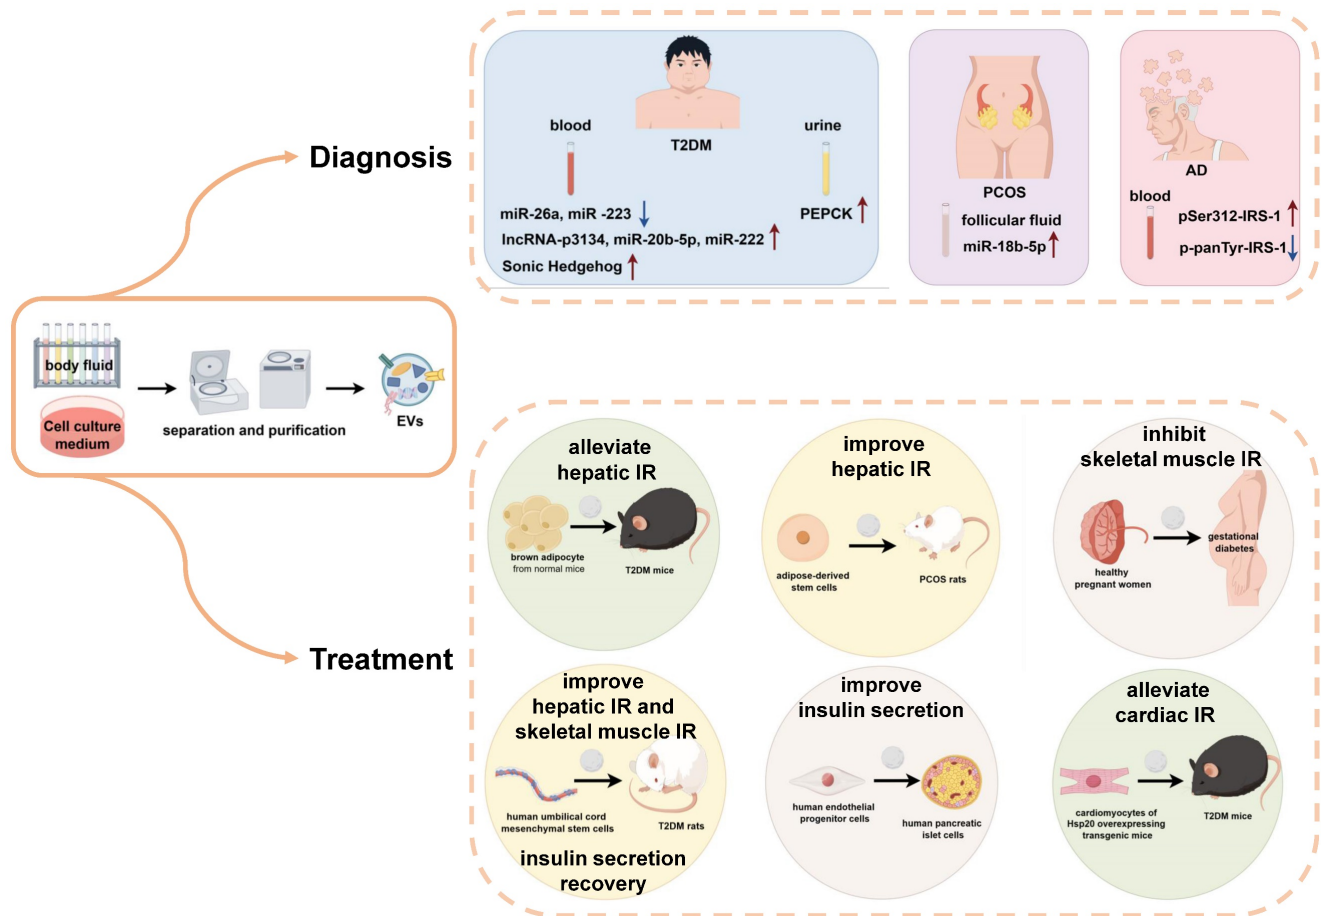 Diagnosis
blood
T2DM
urine
miR-26a, miR -223
lncRNA-p3134, miR-20b-5p, miR-222
Sonic Hedgehog
PEPCK
PCOS
follicular fluid
miR-18b-5p
AD
blood
pSer312-IRS-1
p-panTyr-IRS-1
body fluid
Cell culture
medium
separation and purification
EVs
Treatment
alleviate
hepatic IR
brown adipocyte
from normal mice
T2DM mice
improve
hepatic IR
adipose-derived
stem cells
PCOS rats
inhibit
skeletal muscle IR
healthy
pregnant women
gestational
diabetes
improve
hepatic IR and
skeletal muscle IR
human umbilical cord
mesenchymal stem cells
T2DM rats
insulin secretion
recovery
improve
insulin secretion
human endothelial
progenitor cells
human pancreatic
islet cells
alleviate
cardiac IR
cardiomyocytes of
Hsp20 overexpressing
transgenic mice
T2DM mice